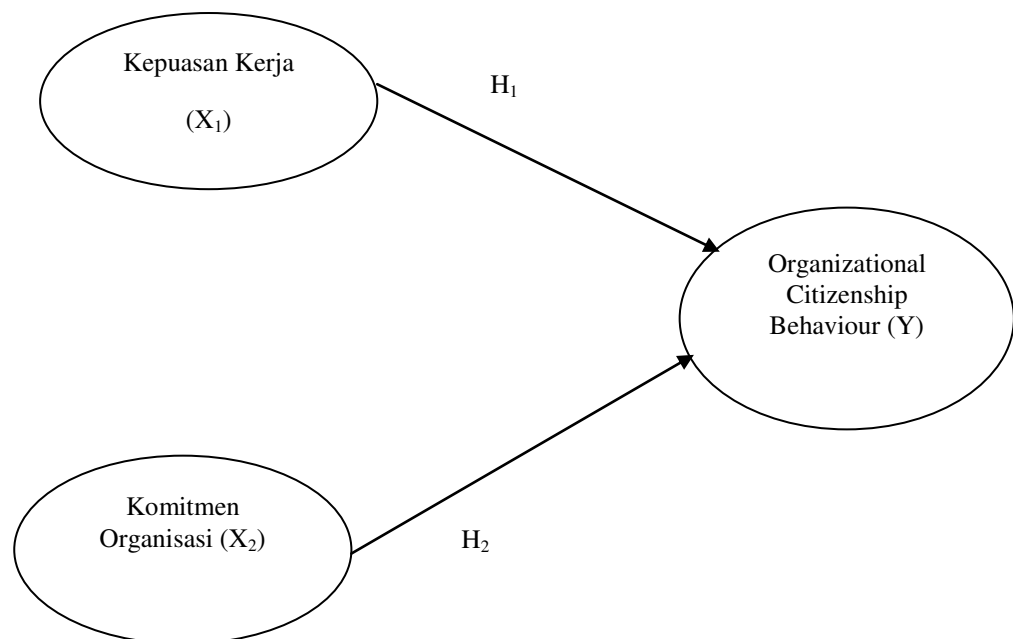 Kepuasan Kerja
(X₁)
H₁
Organizational
Citizenship
Behaviour (Y)
Komitmen
Organisasi (X₂)
H₂